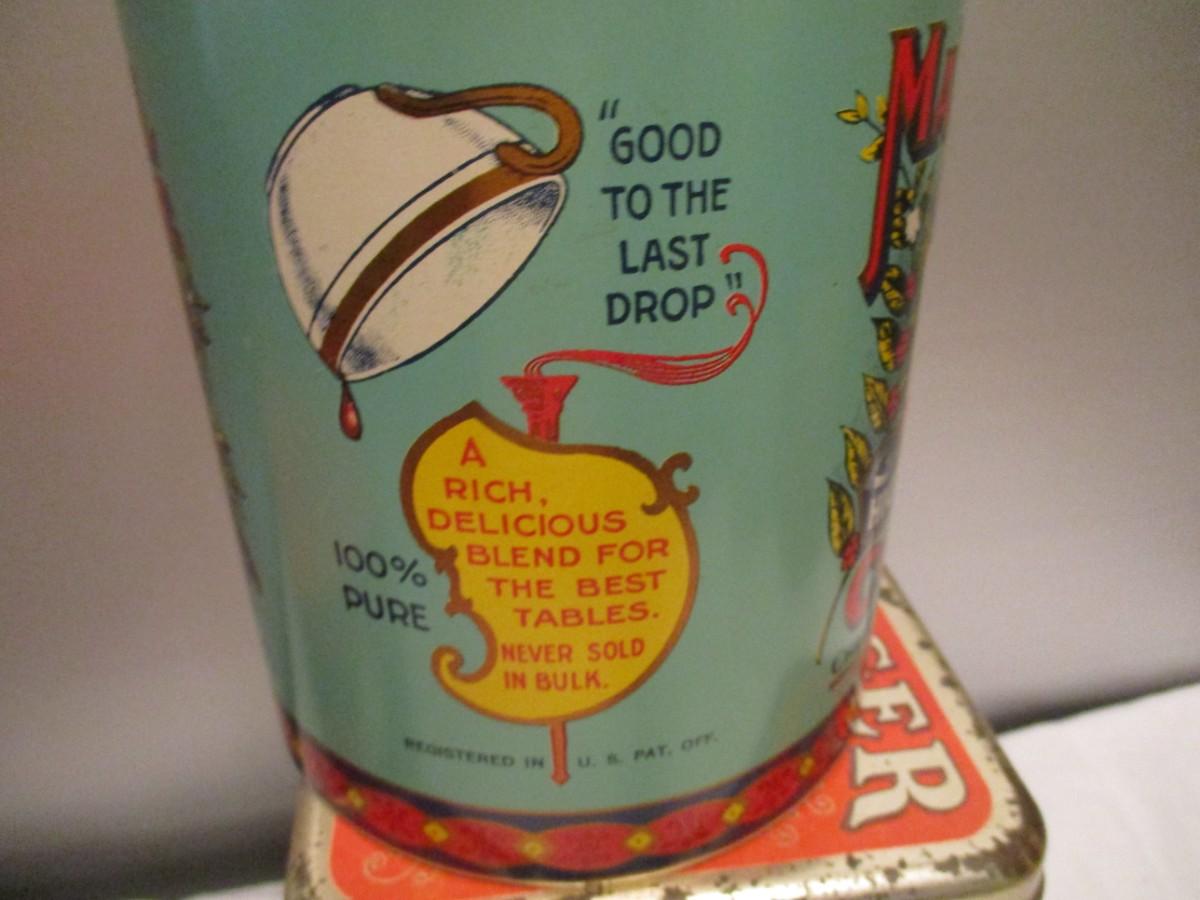 "GOOD
TO THE
LAST
DROP"
A
RICH,
DELICIOUS
BLEND FOR
THE BEST
TABLES.
NEVER SOLD
IN BULK.
100%
PURE
REGISTERED IN U. S. PAT. OFF.